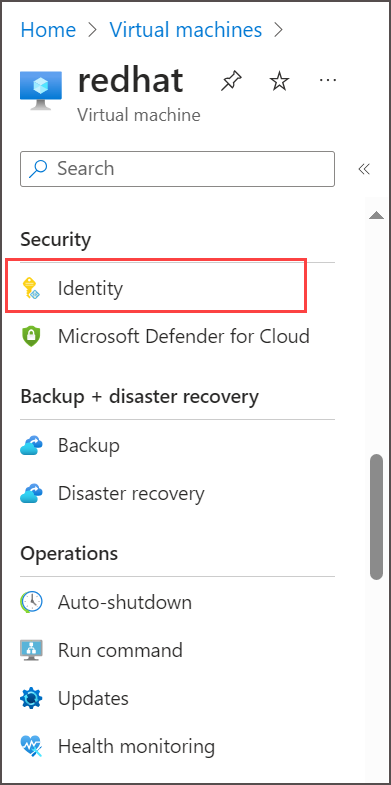 Home > Virtual machines >
redhat
Virtual machine
Search
Security
Identity
Microsoft Defender for Cloud
Backup + disaster recovery
Backup
Disaster recovery
Operations
Auto-shutdown
Run command
Updates
Health monitoring